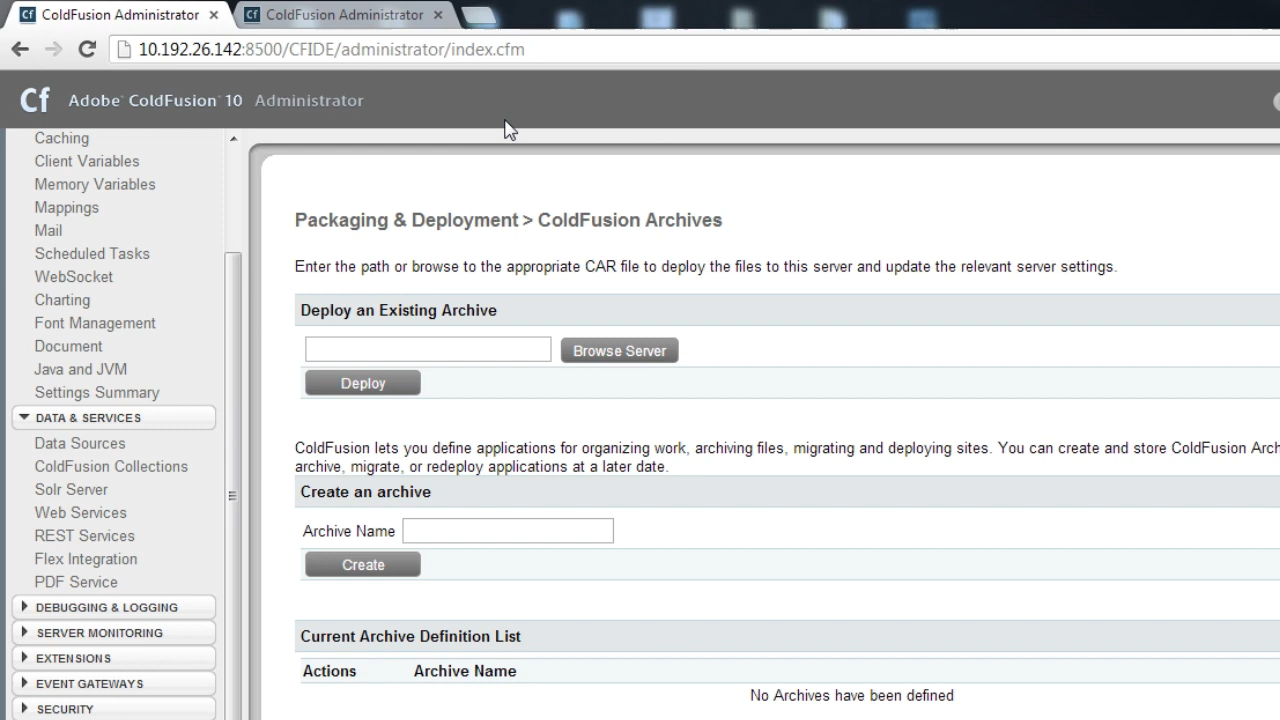 ColdFusion Administrator
ColdFusion Administrator
10.192.26.142:8500/CFIDE/administrator/index.cfm
Cf Adobe ColdFusion 10 Administrator
Caching
Client Variables
Memory Variables
Mappings
Mail
Scheduled Tasks
WebSocket
Charting
Font Management
Document
Java and JVM
Settings Summary
DATA & SERVICES
Data Sources
ColdFusion Collections
Solr Server
Web Services
REST Services
Flex Integration
PDF Service
DEBUGGING & LOGGING
SERVER MONITORING
EXTENSIONS
EVENT GATEWAYS
SECURITY
Packaging & Deployment > ColdFusion Archives
Enter the path or browse to the appropriate CAR file to deploy the files to this server and update the relevant server settings.
Deploy an Existing Archive
Browse Server
Deploy
ColdFusion lets you define applications for organizing work, archiving files, migrating and deploying sites. You can create and store ColdFusion Arch
archive, migrate, or redeploy applications at a later date.
Create an archive
Archive Name
Create
Current Archive Definition List
Actions Archive Name
No Archives have been defined